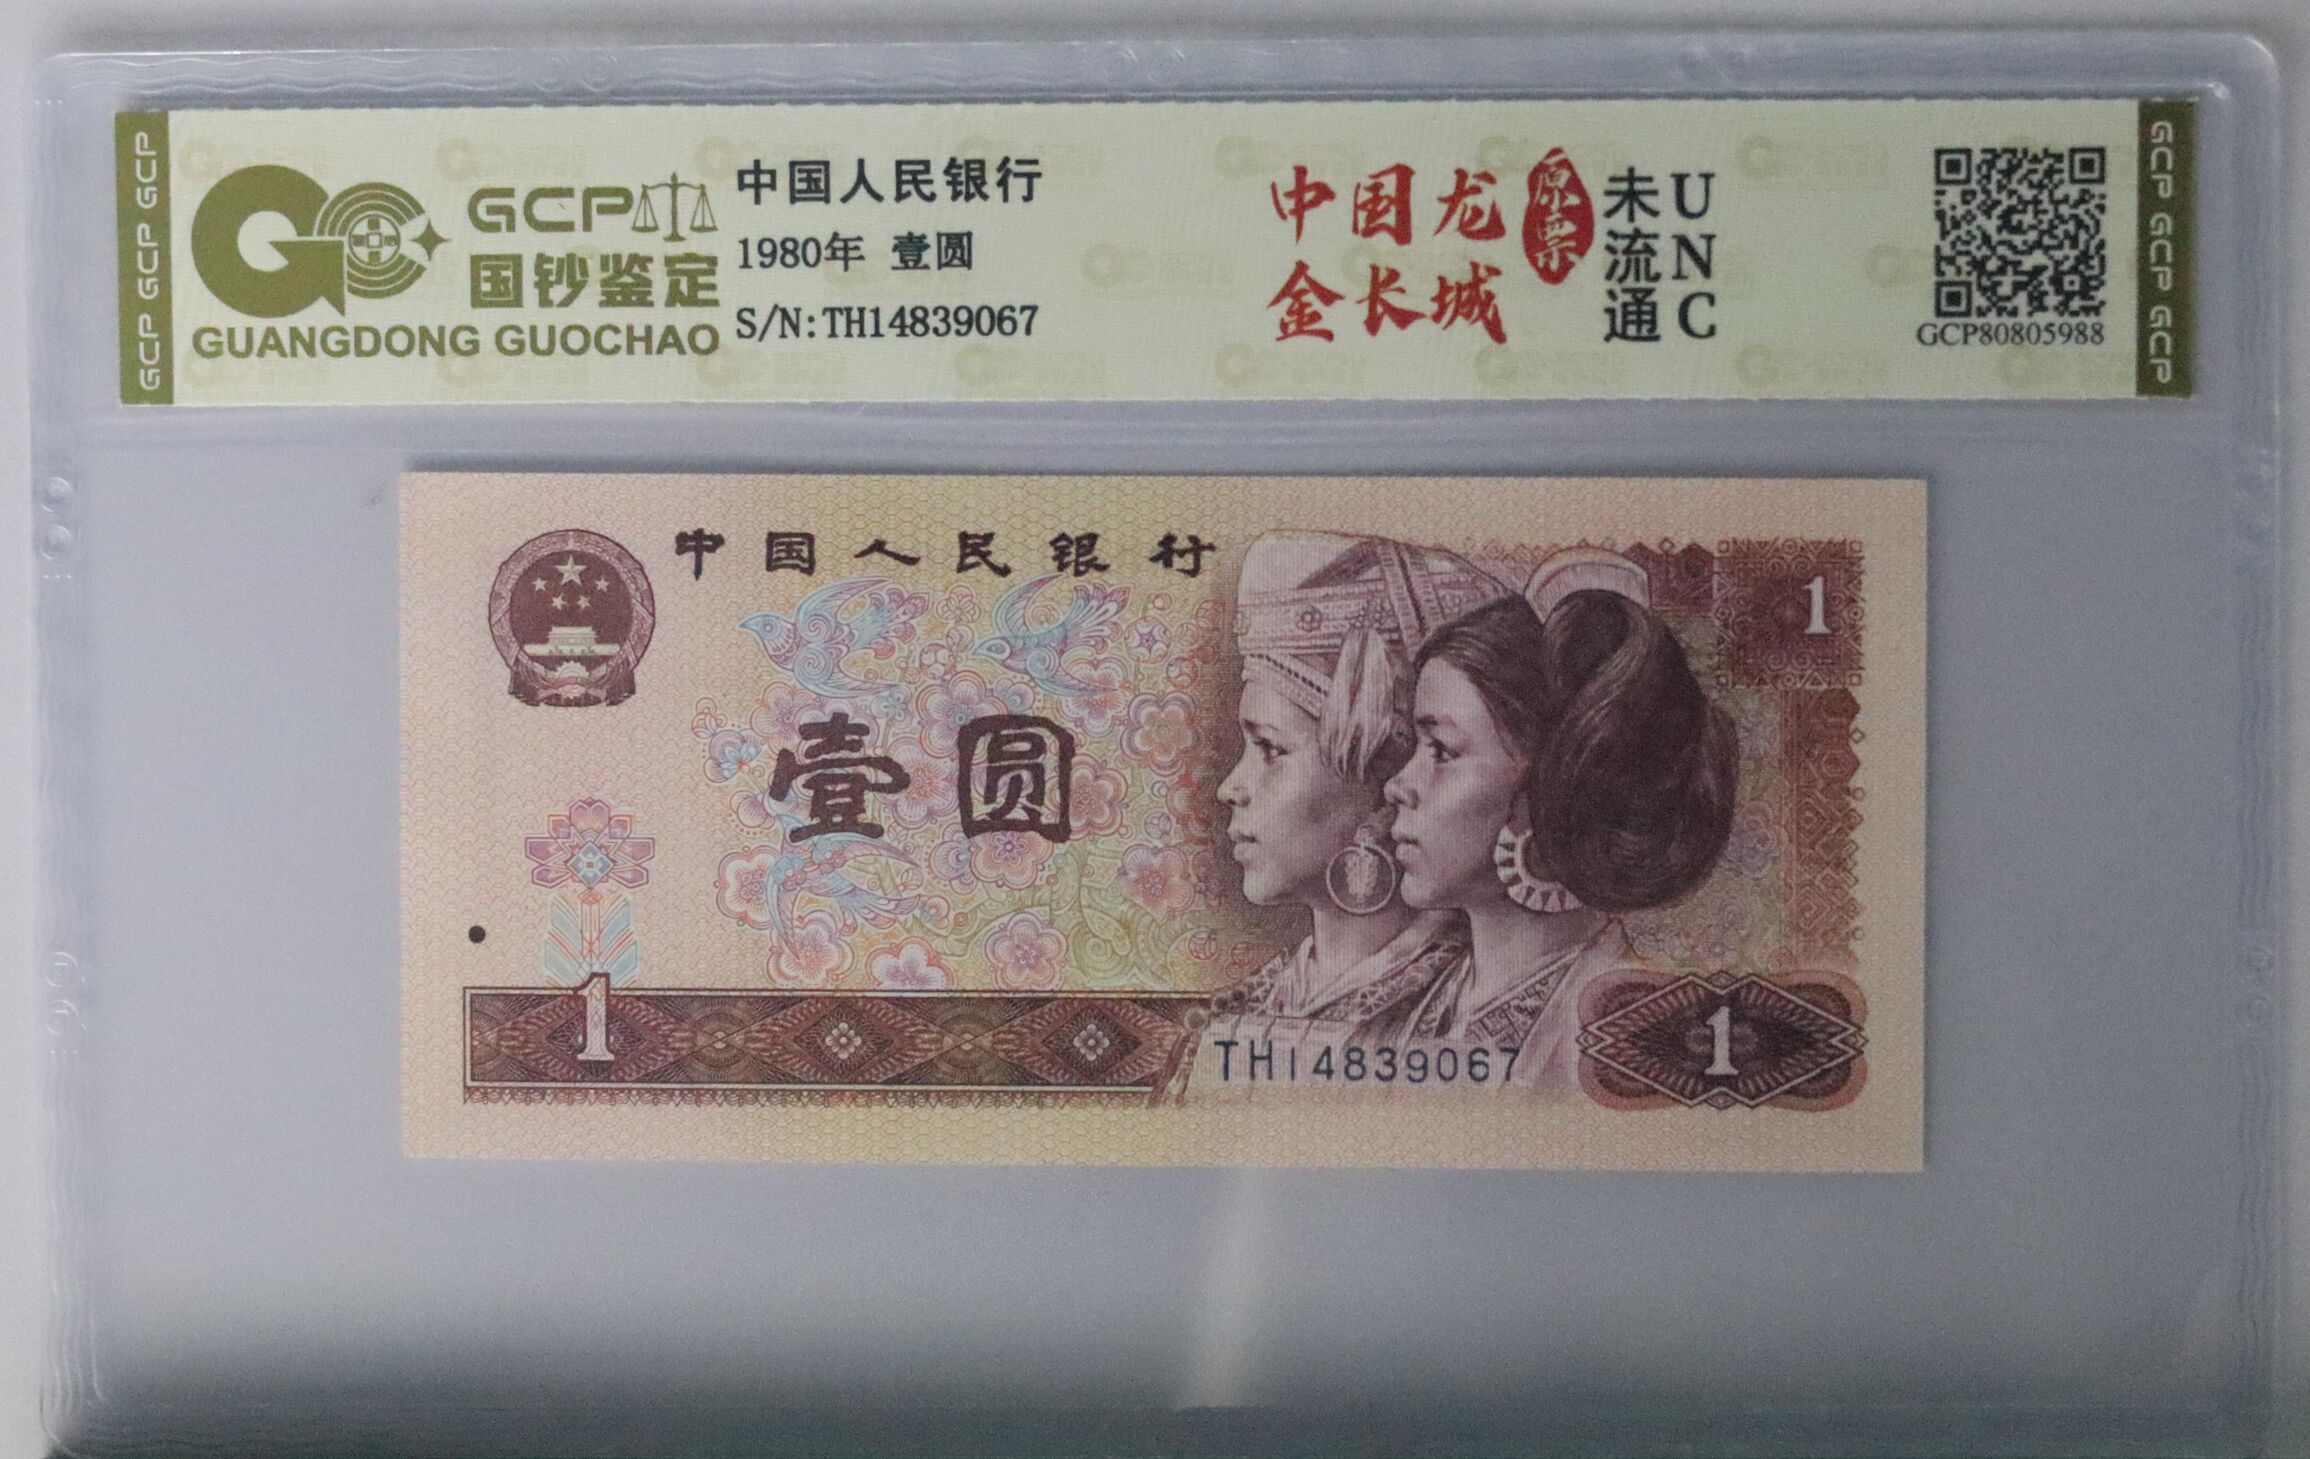 GCP GCP GCP
GCP
国钞鉴定
GUANGDONG GUOCHAO
中国人民银行
1980年 壹圆
S/N:TH14839067
中国龙
金长城
原票
未流通
UNC
GCP80805988
GCP GCP GCP
中国人民银行
1
壹圆
1
TH14839067
1